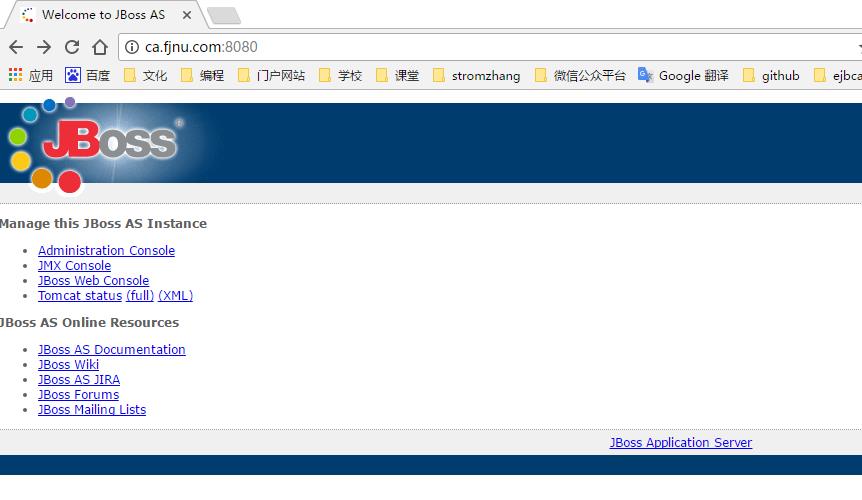 Welcome to JBoss AS
ca.fjnu.com:8080
应用 百度 文化 编程 门户网站 学校 课堂 stromzhang 微信公众平台 Google 翻译 github ejbca
JBoss®
Manage this JBoss AS Instance
Administration Console
JMX Console
JBoss Web Console
Tomcat status (full) (XML)
JBoss AS Online Resources
JBoss AS Documentation
JBoss Wiki
JBoss AS JIRA
JBoss Forums
JBoss Mailing Lists
JBoss Application Server